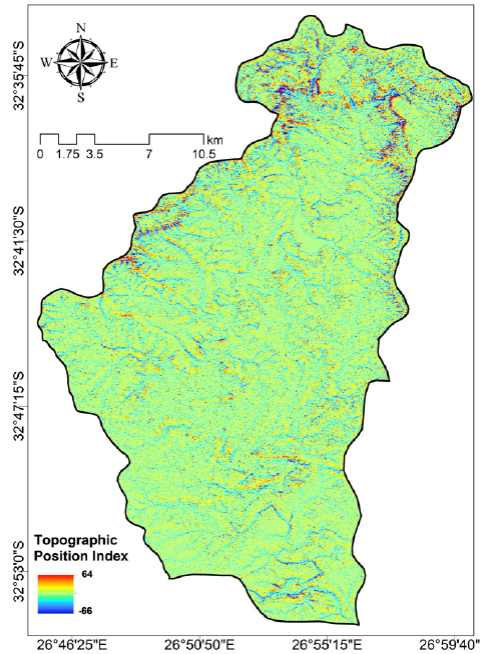 N
W E
S
km
0 1.75 3.5 7 10.5
32°35'45"S
32°41'30"S
32°47'15"S
32°53'0"S
Topographic
Position Index
64
-66
26°46'25"E 26°50'50"E 26°55'15"E 26°59'40"E